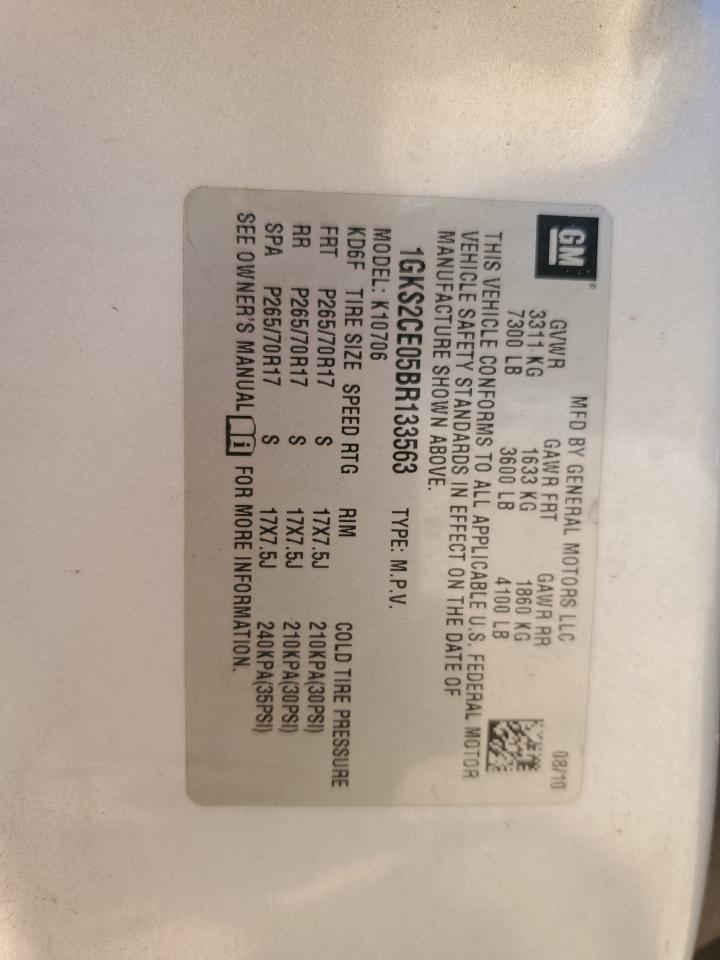 GM
MFD BY GENERAL MOTORS LLC 08/10
GVWR GAWR FRT GAWR RR
3311 KG 1633 KG 1860 KG
7300 LB 3600 LB 4100 LB
THIS VEHICLE CONFORMS TO ALL APPLICABLE U.S. FEDERAL MOTOR
VEHICLE SAFETY STANDARDS IN EFFECT ON THE DATE OF
MANUFACTURE SHOWN ABOVE.
1GKS2CE05BR133563 TYPE: M.P.V.
MODEL: K10706
KD6F TIRE SIZE SPEED RTG RIM COLD TIRE PRESSURE
FRT P265/70R17 S 17X7.5J 210KPA(30PSI)
RR P265/70R17 S 17X7.5J 210KPA(30PSI)
SPA P265/70R17 S 17X7.5J 240KPA(35PSI)
SEE OWNER'S MANUAL i FOR MORE INFORMATION.